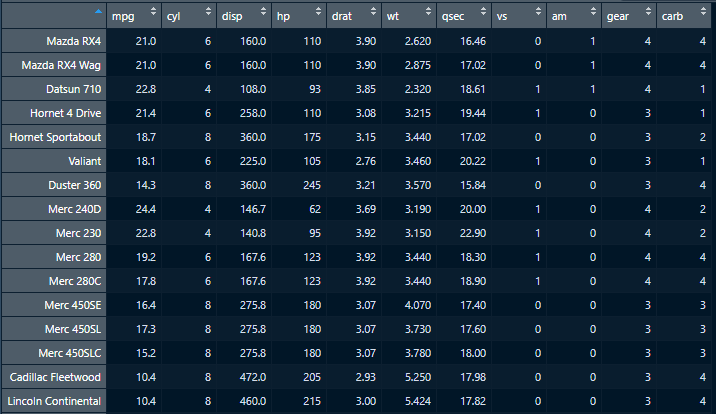 mpg cyl disp hp drat wt qsec vs am gear carb
Mazda RX4 21.0 6 160.0 110 3.90 2.620 16.46 0 1 4 4
Mazda RX4 Wag 21.0 6 160.0 110 3.90 2.875 17.02 0 1 4 4
Datsun 710 22.8 4 108.0 93 3.85 2.320 18.61 1 1 4 1
Hornet 4 Drive 21.4 6 258.0 110 3.08 3.215 19.44 1 0 3 1
Hornet Sportabout 18.7 8 360.0 175 3.15 3.440 17.02 0 0 3 2
Valiant 18.1 6 225.0 105 2.76 3.460 20.22 1 0 3 1
Duster 360 14.3 8 360.0 245 3.21 3.570 15.84 0 0 3 4
Merc 240D 24.4 4 146.7 62 3.69 3.190 20.00 1 0 4 2
Merc 230 22.8 4 140.8 95 3.92 3.150 22.90 1 0 4 2
Merc 280 19.2 6 167.6 123 3.92 3.440 18.30 1 0 4 4
Merc 280C 17.8 6 167.6 123 3.92 3.440 18.90 1 0 4 4
Merc 450SE 16.4 8 275.8 180 3.07 4.070 17.40 0 0 3 3
Merc 450SL 17.3 8 275.8 180 3.07 3.730 17.60 0 0 3 3
Merc 450SLC 15.2 8 275.8 180 3.07 3.780 18.00 0 0 3 3
Cadillac Fleetwood 10.4 8 472.0 205 2.93 5.250 17.98 0 0 3 4
Lincoln Continental 10.4 8 460.0 215 3.00 5.424 17.82 0 0 3 4